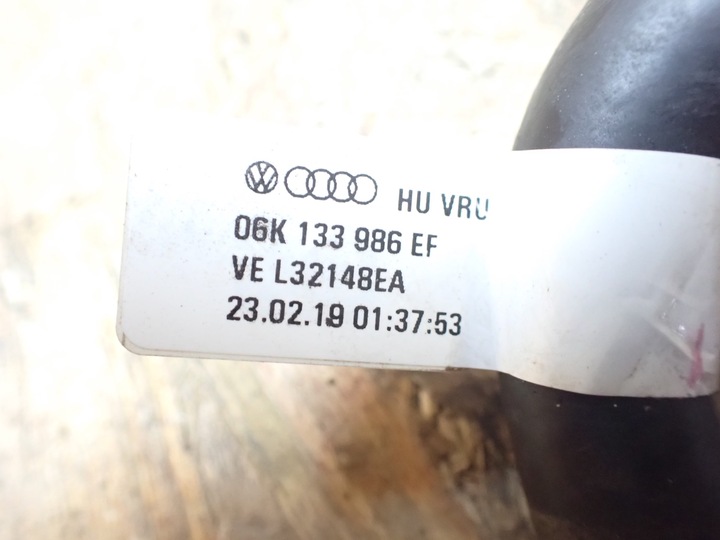 HU VRU
06K 133 986 EF
VE L32148EA
23.02.19 01:37:53